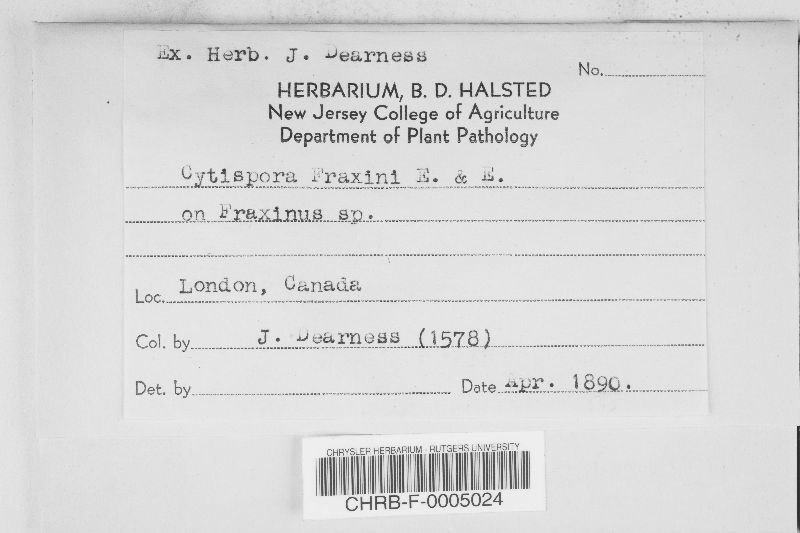 Ex. Herb. J. Dearness
No.
HERBARIUM, B. D. HALSTED
New Jersey College of Agriculture
Department of Plant Pathology
Cytispora Fraxini E. & E.
on Fraxinus sp.
Loc. London, Canada
Col. by J. Dearness (1578)
Det. by Date Apr. 1890.
CHRYSLER HERBARIUM - RUTGERS UNIVERSITY
CHRB-F-0005024